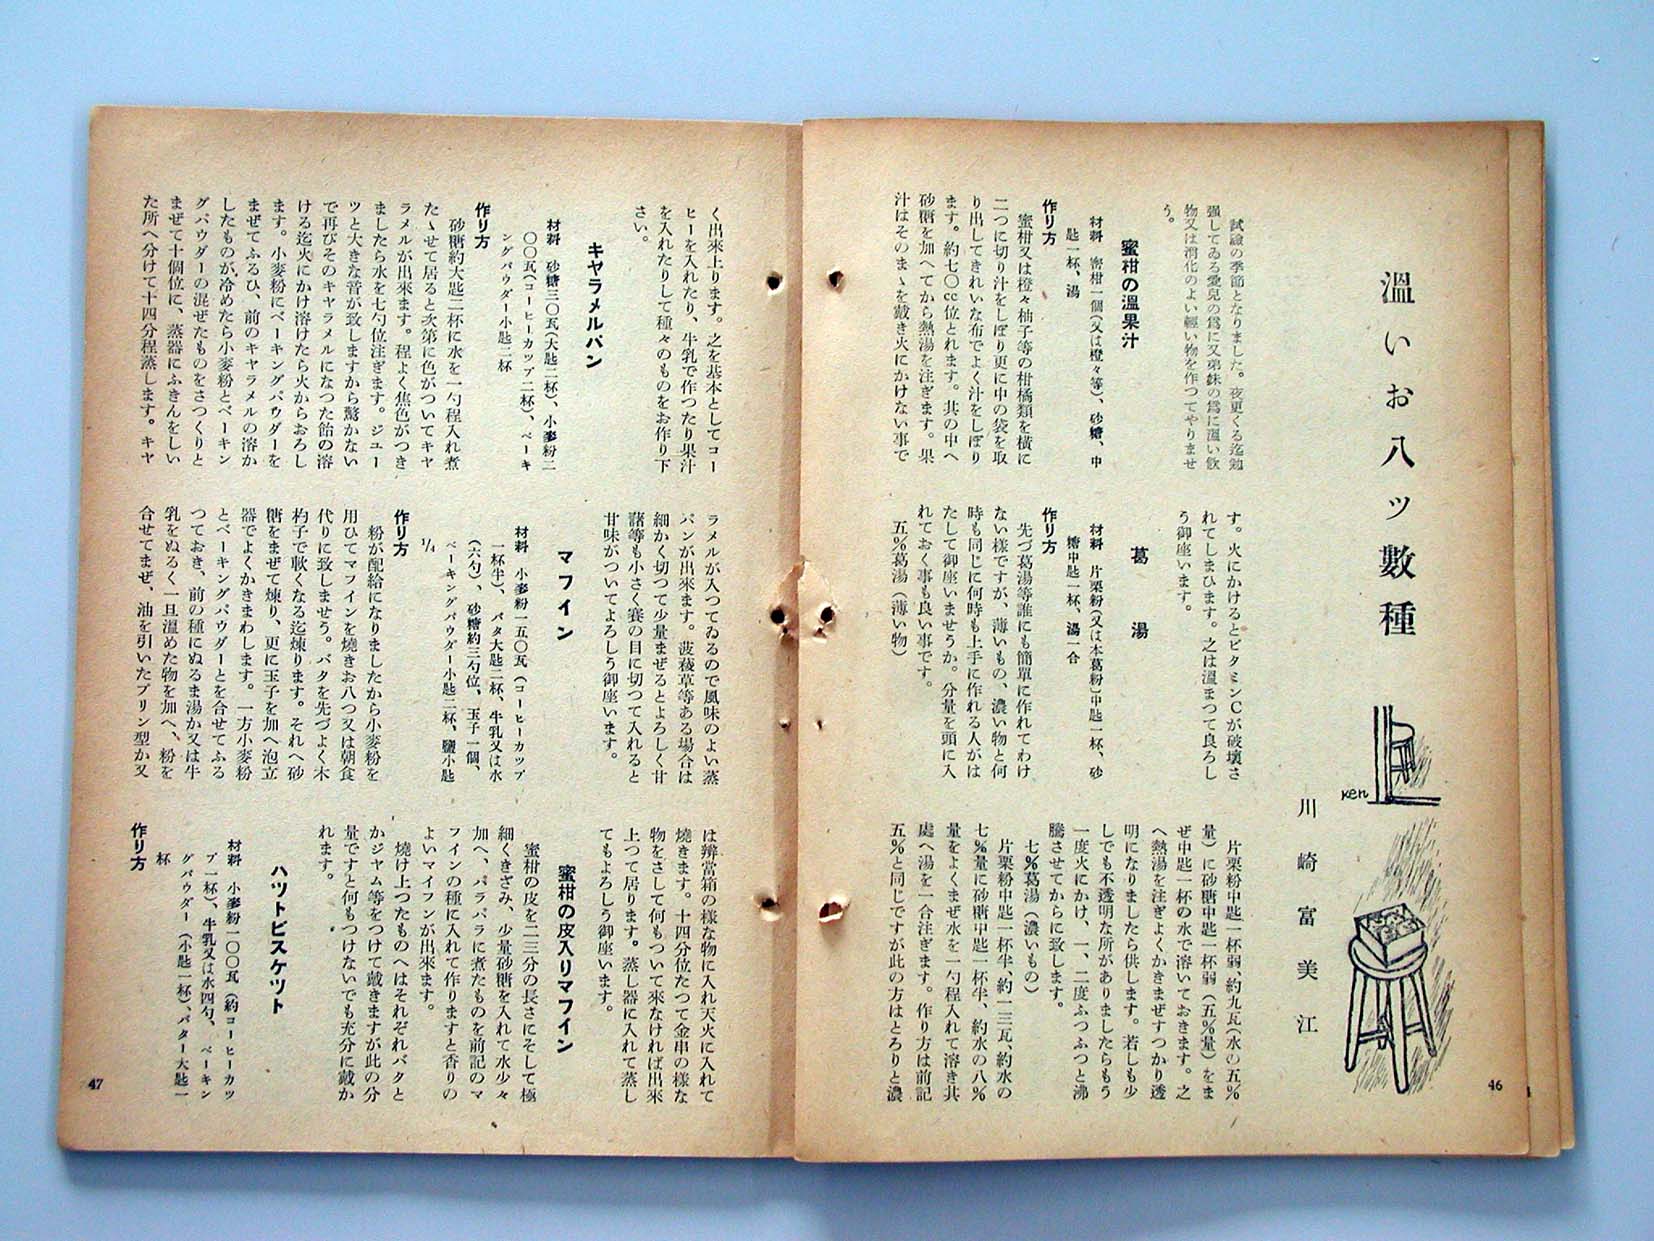 溫いお八ッ數種
川崎富美江
ken
試驗の季節となりました。夜更くる迄勉
强してゐる愛兒の爲に又弟妹の爲に溫い飮
物又は消化のよい輕い物を作つてやりませ
う。
蜜柑の溫果汁
材料　蜜柑一個(又は橙々等)、砂糖、中
匙一杯、湯
作り方
蜜柑又は橙々柚子等の柑橘類を橫に
二つに切り汁をしぼり更に中の袋を取
り出してきれいな布でよく汁をしぼり
ます。約七〇cc位とれます。其の中へ
砂糖を加へてから熱湯を注ぎます。果
汁はそのまゝを戴き火にかけない事で
す。火にかけるとビタミンCが破壞さ
れてしまひます。之は溫まつて良ろし
う御座います。
葛湯
材料　片栗粉(又は本葛粉)中匙一杯、砂
糖中匙一杯、湯一合
作り方
先づ葛湯等誰にも簡單に作れてわけ
ない樣ですが、薄いもの、濃い物と何
時も同じに何時も上手に作れる人がは
たして御座いませうか。分量を頭に入
れておく事も良い事です。
五％葛湯(薄い物)
片栗粉中匙一杯弱、約九瓦(水の五％
量)に砂糖中匙一杯弱(五％量)をま
ぜ中匙一杯の水で溶いておきます。之
へ熱湯を注ぎよくかきまぜすつかり透
明になりましたら供します。若しも少
しでも不透明な所がありましたらもう
一度火にかけ、一、二度ふつふつと沸
騰させてからに致します。
七％葛湯(濃いもの)
片栗粉中匙一杯半、約一三瓦、約水の
七％量に砂糖中匙一杯半、約水の八％
量をよくまぜ水を一勺程入れて溶き共
處へ湯を一合注ぎます。作り方は前記
五％と同じですが此の方はとろりと濃
46
く出來上ります。之を基本としてコー
ヒーを入れたり、牛乳で作つたり果汁
を入れたりして種々のものをお作り下
さい。
キヤラメルパン
材料　砂糖三〇瓦(大匙二杯)、小麥粉二
〇〇瓦(コーヒーカップ二杯)、ベーキ
ングパウダー小匙二杯
作り方
砂糖約大匙二杯に水を一勺程入れ煮
たゝせて居ると次第に色がついてキヤ
ラメルが出來ます。程よく焦色がつき
ましたら水を七勺位注ぎます。ジユー
ツと大きな音が致しますから驚かない
で再びそのキヤラメルになつた飴の溶
ける迄火にかけ溶けたら火からおろし
ます。小麥粉にベーキングパウダーを
まぜてふるひ、前のキヤラメルの溶か
したものが冷めたら小麥粉とベーキン
グパウダーの混ぜたものをさつくりと
まぜて十個位に、蒸器にふきんをしい
た所へ分けて十四分程蒸します。キヤ
ラメルが入つてゐるので風味のよい蒸
パンが出來ます。菠薐草等ある場合は
細かく切つて少量まぜるとよろしく甘
諸等も小さく賽の目に切つて入れると
甘味がついてよろしう御座います。
マフイン
材料　小麥粉一五〇瓦(コーヒーカップ
一杯半)、バタ大匙二杯、牛乳又は水
(六勺)、砂糖約三勺位、玉子一個、
ベーキングパウダー小匙二杯、鹽小匙
1/4
作り方
粉が配給になりましたから小麥粉を
用ひてマフインを燒きお八つ又は朝食
代りに致しませう。バタを先づよく木
杓子で軟くなる迄煉ります。それへ砂
糖をまぜて煉り、更に玉子を加へ泡立
器でよくかきまわします。一方小麥粉
とベーキングパウダーとを合せてふる
つておき、前の種にぬるま湯か又は牛
乳をぬるく一旦溫めた物を加へ、粉を
合せてまぜ、油を引いたプリン型か又
は辨當箱の樣な物に入れ天火に入れて
燒きます。十四分位たつて金串の樣な
物をさして何もついて來なければ出來
上つて居ります。蒸し器に入れて蒸し
てもよろしう御座います。
蜜柑の皮入りマフイン
蜜柑の皮を二三分の長さにそして極
細くきざみ、少量砂糖を入れて水少々
加へ、パラパラに煮たものを前記のマ
フインの種に入れて作りますと香りの
よいマイフンが出來ます。
燒け上つたものへはそれぞれバタと
かジヤム等をつけて戴きますが此の分
量ですと何もつけないでも充分に戴か
れます。
ハツトビスケツト
材料　小麥粉一〇〇瓦(約コーヒーカッ
プ一杯)、牛乳又は水四勺、ベーキン
グパウダー(小匙一杯)、バター大匙一
杯
作り方
47